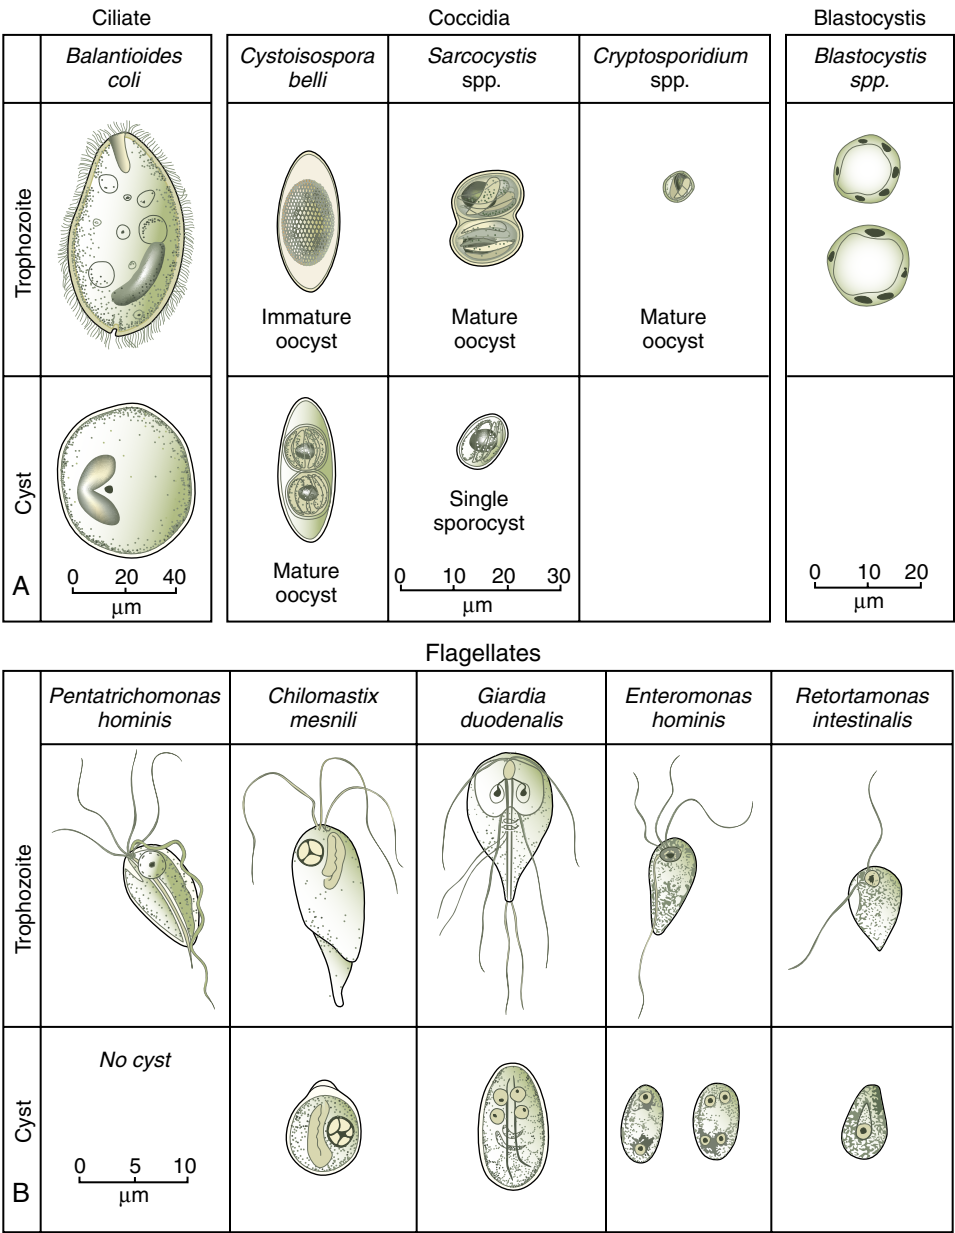 Ciliate
Coccidia
Blastocystis
Balantioides
coli
Cystoisospora
belli
Sarcocystis
spp.
Cryptosporidium
spp.
Blastocystis
spp.
Trophozoite
Immature
oocyst
Mature
oocyst
Mature
oocyst
Cyst
Single
sporocyst
Mature
oocyst
A
0 20 40
μm
0 10 20 30
μm
0 10 20
μm
Flagellates
Pentatrichomonas
hominis
Chilomastix
mesnili
Giardia
duodenalis
Enteromonas
hominis
Retortamonas
intestinalis
Trophozoite
Cyst
No cyst
0 5 10
μm
B